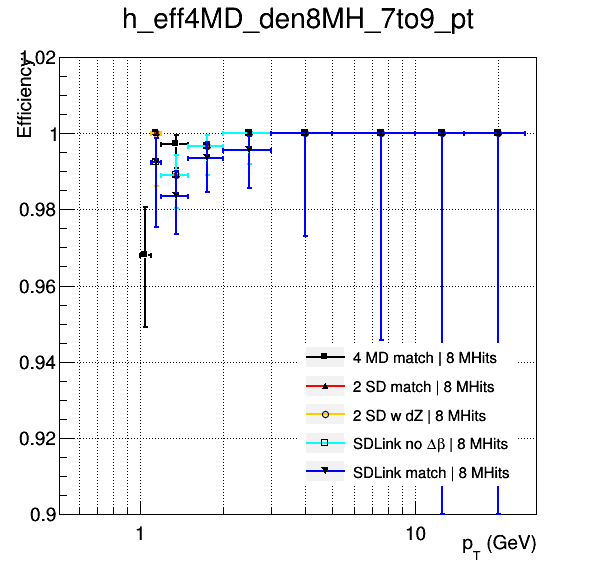 h_eff4MD_den8MH_7to9_pt
Efficiency
1.02
1
0.98
0.96
0.94
0.92
0.9
4 MD match | 8 MHits
2 SD match | 8 MHits
2 SD w dZ | 8 MHits
SDLink no Δβ | 8 MHits
SDLink match | 8 MHits
1
10
p_T (GeV)